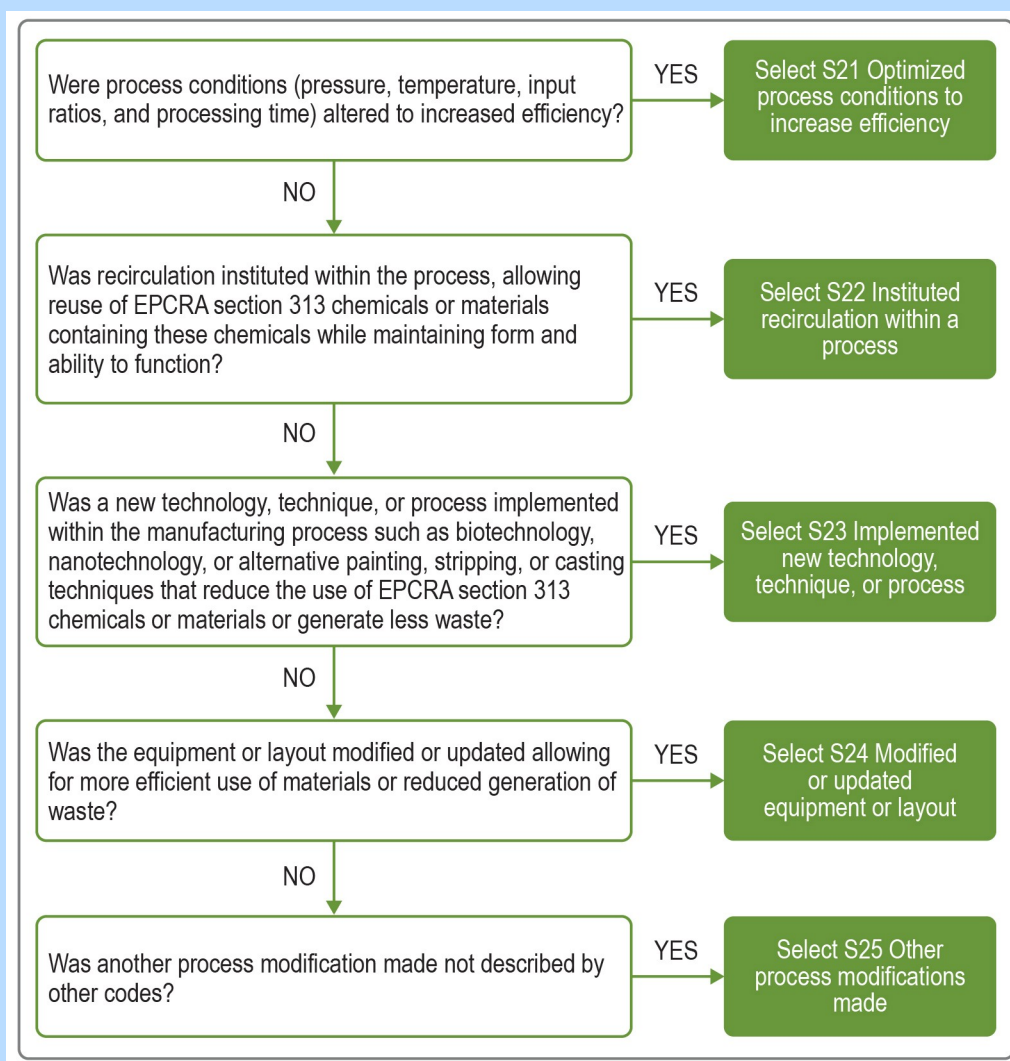 Were process conditions (pressure, temperature, input
ratios, and processing time) altered to increased efficiency?
YES
Select S21 Optimized
process conditions to
increase efficiency
NO
Was recirculation instituted within the process, allowing
reuse of EPCRA section 313 chemicals or materials
containing these chemicals while maintaining form and
ability to function?
YES
Select S22 Instituted
recirculation within a
process
NO
Was a new technology, technique, or process implemented
within the manufacturing process such as biotechnology,
nanotechnology, or alternative painting, stripping, or casting
techniques that reduce the use of EPCRA section 313
chemicals or materials or generate less waste?
YES
Select S23 Implemented
new technology,
technique, or process
NO
Was the equipment or layout modified or updated allowing
for more efficient use of materials or reduced generation of
waste?
YES
Select S24 Modified
or updated
equipment or layout
NO
Was another process modification made not described by
other codes?
YES
Select S25 Other
process modifications
made